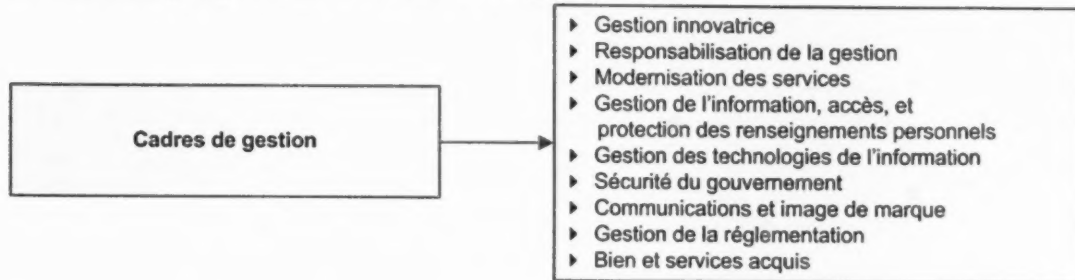 Cadres de gestion
Gestion innovatrice
Responsabilisation de la gestion
Modernisation des services
Gestion de l'information, accès, et
protection des renseignements personnels
Gestion des technologies de l'information
Sécurité du gouvernement
Communications et image de marque
Gestion de la réglementation
Bien et services acquis